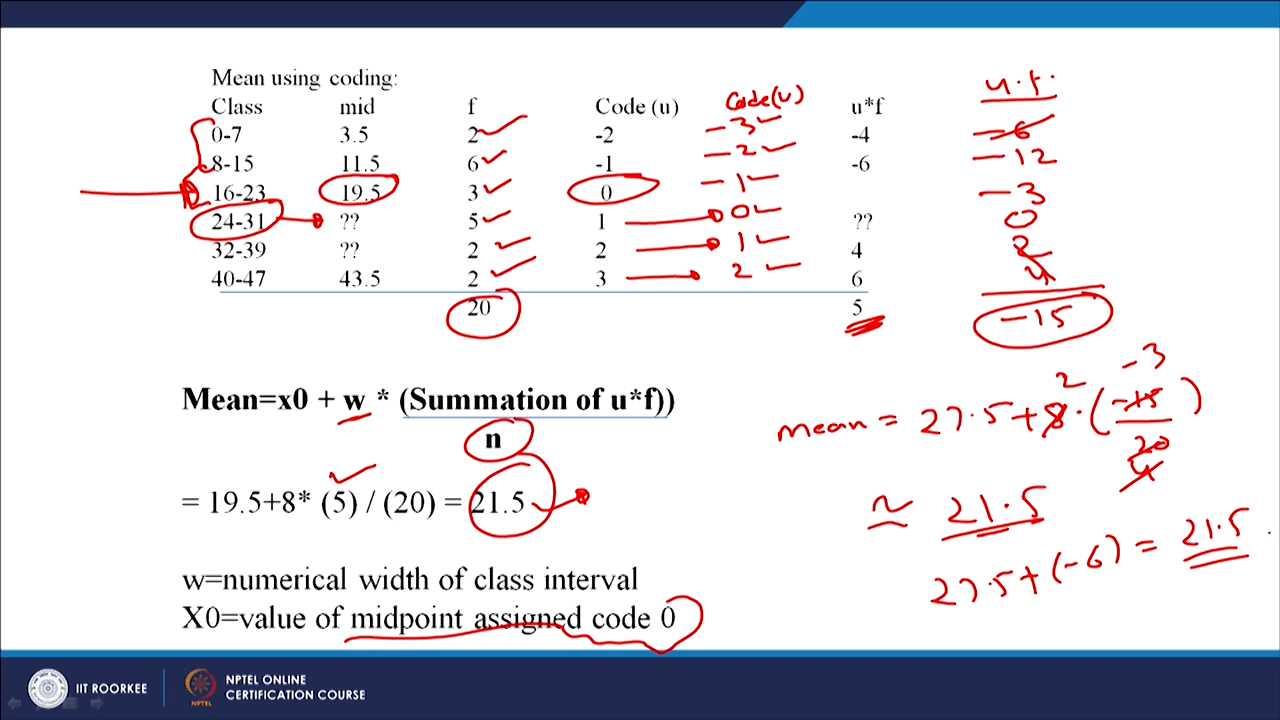 Mean using coding:
Class mid f Code (u) Code(u) u*f u.f
0-7 3.5 2 -2 -3 -4 -6
8-15 11.5 6 -1 -2 -6 -12
16-23 19.5 3 0 -1 -3
24-31 ?? 5 1 0 ?? 0
32-39 ?? 2 2 1 4 2
40-47 43.5 2 3 2 6 4
20 5 -15
Mean=x0 + w * (Summation of u*f))
n
= 19.5+8* (5) / (20) = 21.5
w=numerical width of class interval
X0=value of midpoint assigned code 0
2 -3
mean = 27.5+8.(-15)
20
4
≈ 21.5
27.5+(-6) = 21.5
IIT ROORKEE
NPTEL
NPTEL ONLINE
CERTIFICATION COURSE